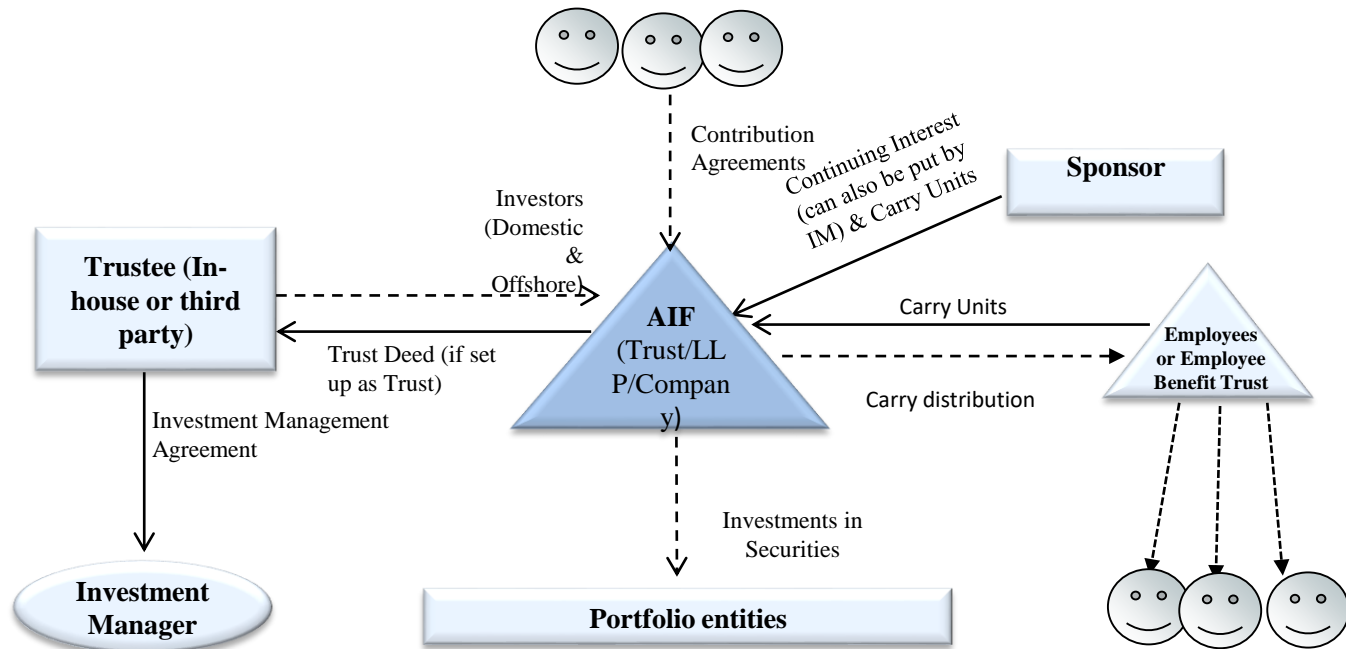 Contribution
Agreements
Continuing Interest
(can also be put by
IM) & Carry Units
Sponsor
Investors
(Domestic
&
Offshore)
Trustee (In-
house or third
party)
AIF
(Trust/LL
P/Compan
y)
Carry Units
Employees
or Employee
Benefit Trust
Trust Deed (if set
up as Trust)
Carry distribution
Investment Management
Agreement
Investments in
Securities
Investment
Manager
Portfolio entities